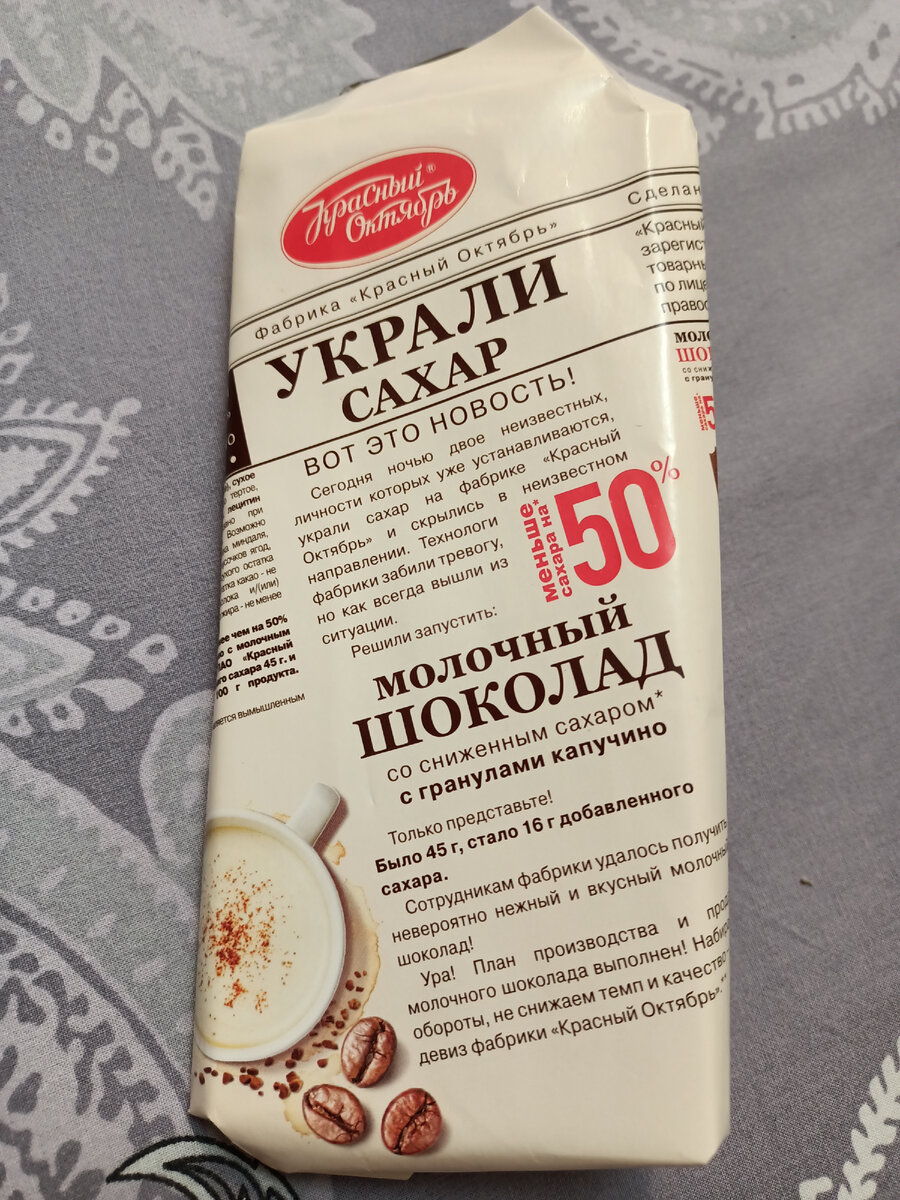 Красный®
Октябрь
Фабрика «Красный Октябрь»
УКРАЛИ
САХАР
ВОТ ЭТО НОВОСТЬ!
Сегодня ночью двое неизвестных,
личности которых уже устанавливаются,
украли сахар на фабрике «Красный
Октябрь» и скрылись в неизвестном
направлении. Технологи
фабрики забили тревогу,
но как всегда вышли из
ситуации.
Решили запустить:
меньше
сахара на*
50%
МОЛОЧНЫЙ
ШОКОЛАД
со сниженным сахаром*
с гранулами капучино
Только представьте!
Было 45 г, стало 16 г добавленного
сахара.
Сотрудникам фабрики удалось получить
невероятно нежный и вкусный молочный
шоколад!
Ура! План производства и
молочного шоколада выполнен!
обороты, не снижаем темп и качество
девиз фабрики «Красный Октябрь».
Сделан
«Красный
товарн
по лице
сухое
тертое,
лецитин
при
Возможно
миндаля,
ягод,
остатка
какао - не
и/(или)
- не менее
чем на 50%
с молочным
«Красный
сахара 45 г. и
г продукта.
вымышленным